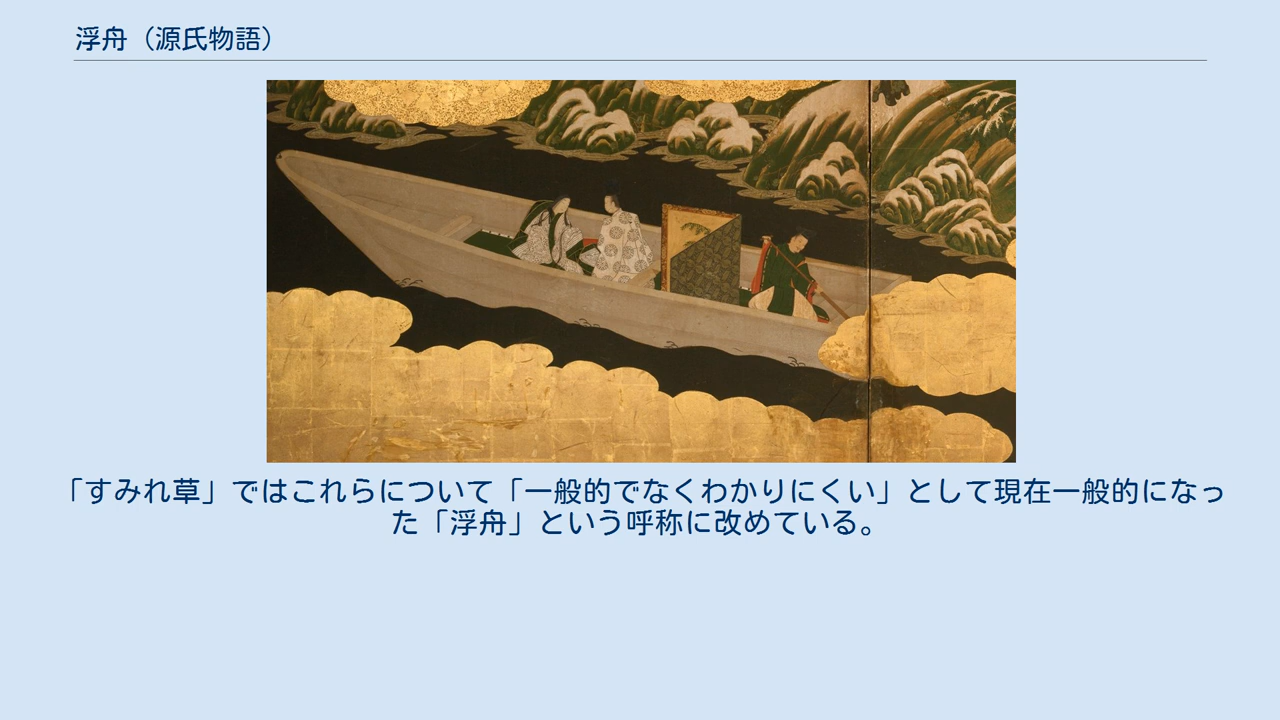 浮舟（源氏物語）
「すみれ草」ではこれらについて「一般的でなくわかりにくい」として現在一般的になっ
た「浮舟」という呼称に改めている。